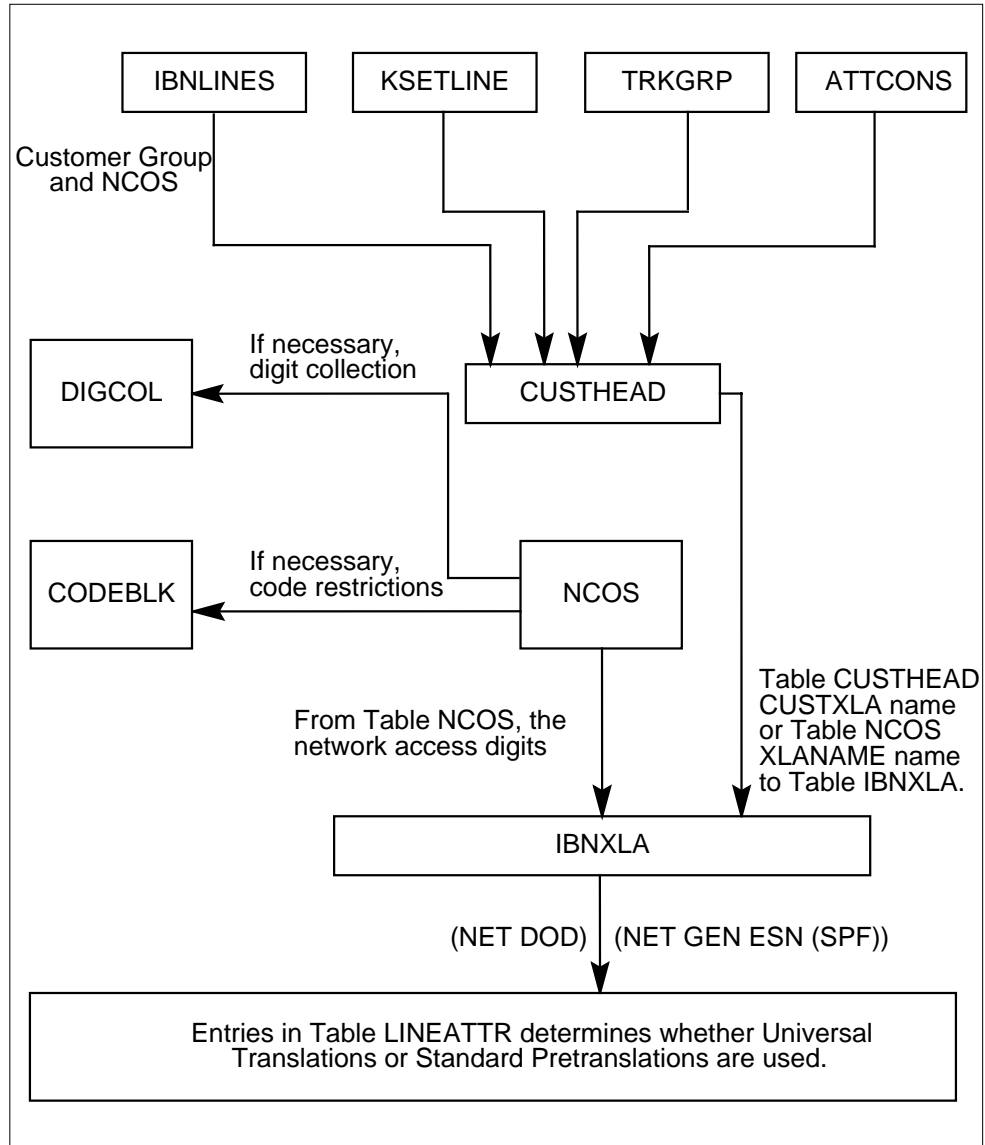 IBNLINES
KSETLINE
TRKGRP
ATTCONS
Customer Group
and NCOS
If necessary,
digit collection
DIGCOL
CUSTHEAD
If necessary,
code restrictions
CODEBLK
NCOS
From Table NCOS, the
network access digits
Table CUSTHEAD
CUSTXLA name
or Table NCOS
XLANAME name
to Table IBNXLA.
IBNXLA
(NET DOD)
(NET GEN ESN (SPF))
Entries in Table LINEATTR determines whether Universal
Translations or Standard Pretranslations are used.